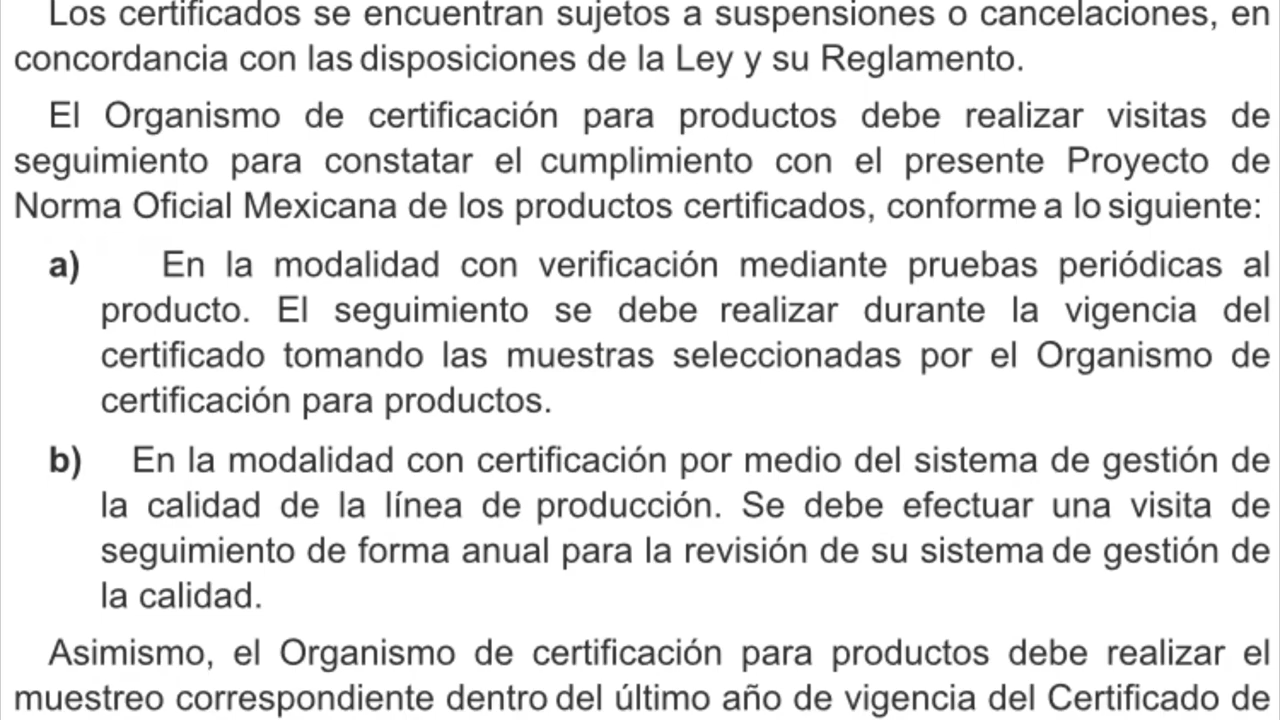 Los certificados se encuentran sujetos a suspensiones o cancelaciones, en
concordancia con las disposiciones de la Ley y su Reglamento.
El Organismo de certificación para productos debe realizar visitas de
seguimiento para constatar el cumplimiento con el presente Proyecto de
Norma Oficial Mexicana de los productos certificados, conforme a lo siguiente:
a) En la modalidad con verificación mediante pruebas periódicas al
producto. El seguimiento se debe realizar durante la vigencia del
certificado tomando las muestras seleccionadas por el Organismo de
certificación para productos.
b) En la modalidad con certificación por medio del sistema de gestión de
la calidad de la línea de producción. Se debe efectuar una visita de
seguimiento de forma anual para la revisión de su sistema de gestión de
la calidad.
Asimismo, el Organismo de certificación para productos debe realizar el
muestreo correspondiente dentro del último año de vigencia del Certificado de